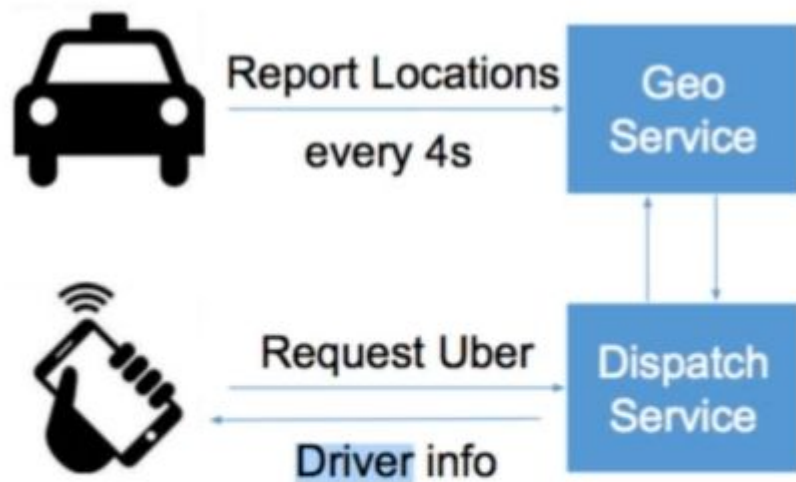 Report Locations
every 4s
Geo
Service
Request Uber
Driver info
Dispatch
Service